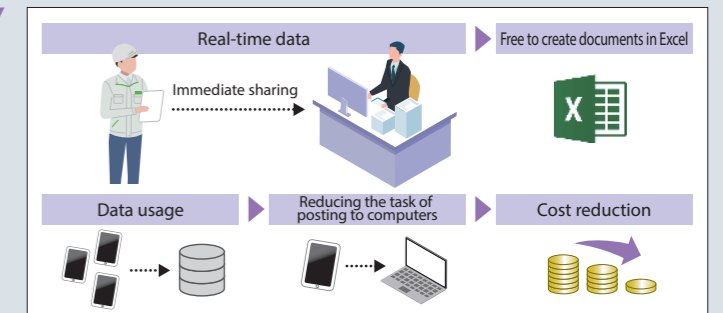 Real-time data
Free to create documents in Excel
Immediate sharing
X
Data usage
Reducing the task of
posting to computers
Cost reduction